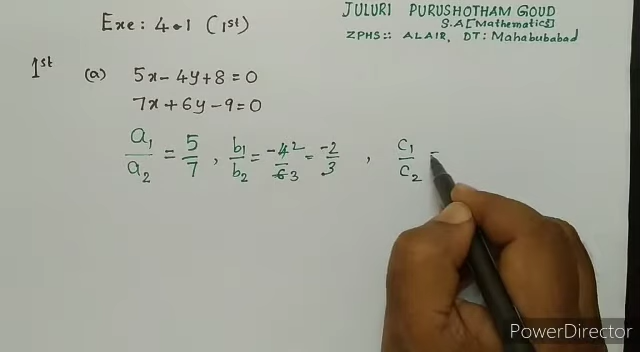 JULURI PURUSHOTHAM GOUD
S.A [Mathematics]
ZPHS:: ALAIR, DT: Mahabubabad
Exe: 4.1 (1st)
1st (a) 5x - 4y + 8 = 0
7x + 6y - 9 = 0
a₁/a₂ = 5/7 , b₁/b₂ = -4 2/6 3 = -2/3 , c₁/c₂ =
PowerDirector